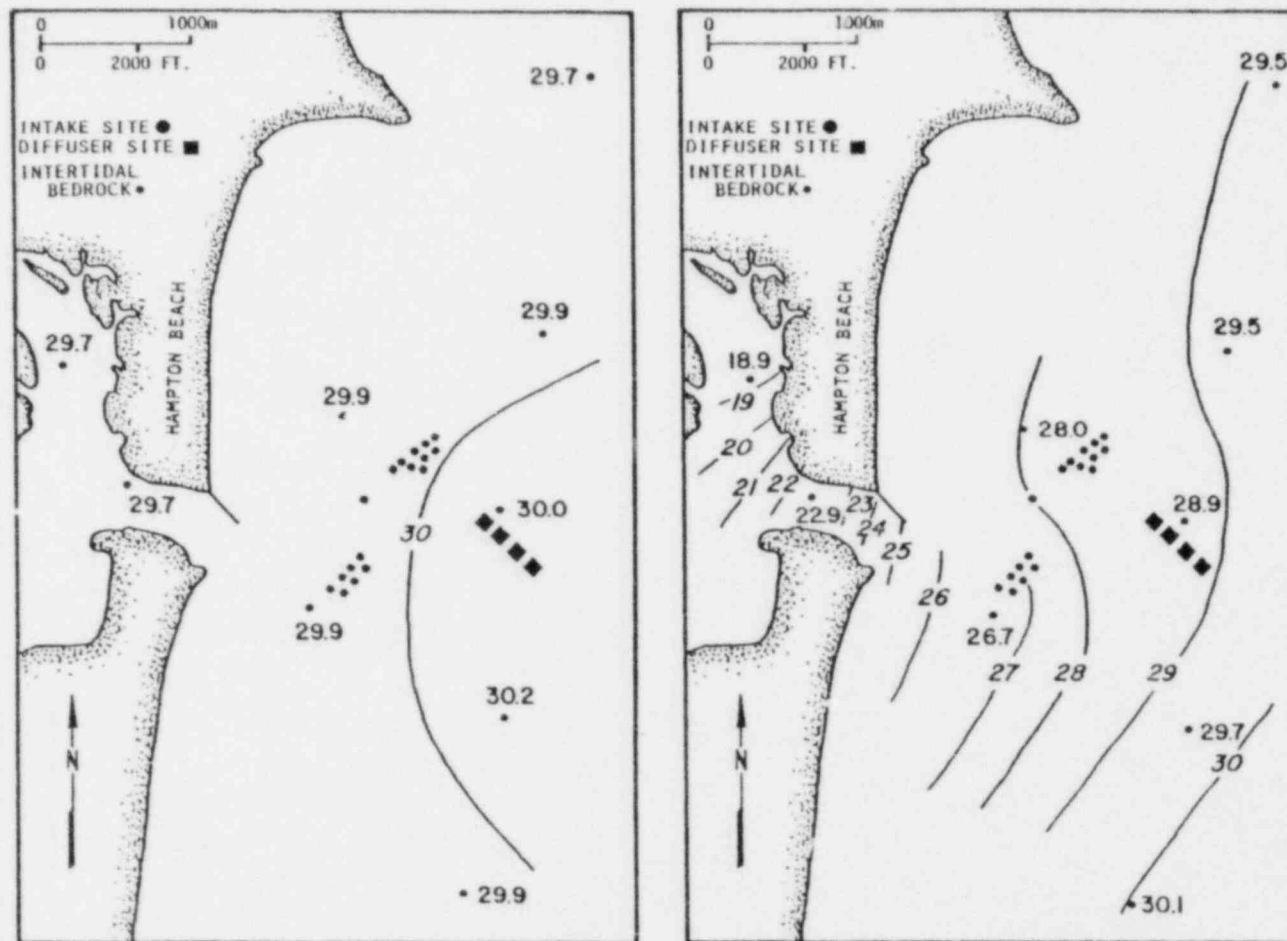 0 1000m
0 2000 FT.
29.7
INTAKE SITE
DIFFUSER SITE
INTERTIDAL
BEDROCK
HAMPTON BEACH
29.9
29.7
29.9
29.7
30.0
30
29.9
30.2
N
29.9
0 1000m
0 2000 FT.
29.5
INTAKE SITE
DIFFUSER SITE
INTERTIDAL
BEDROCK
HAMPTON BEACH
29.5
18.9
19
20
28.0
21
22
22.9
23
24
25
28.9
26
26.7
27
28
29
N
29.7
30
30.1